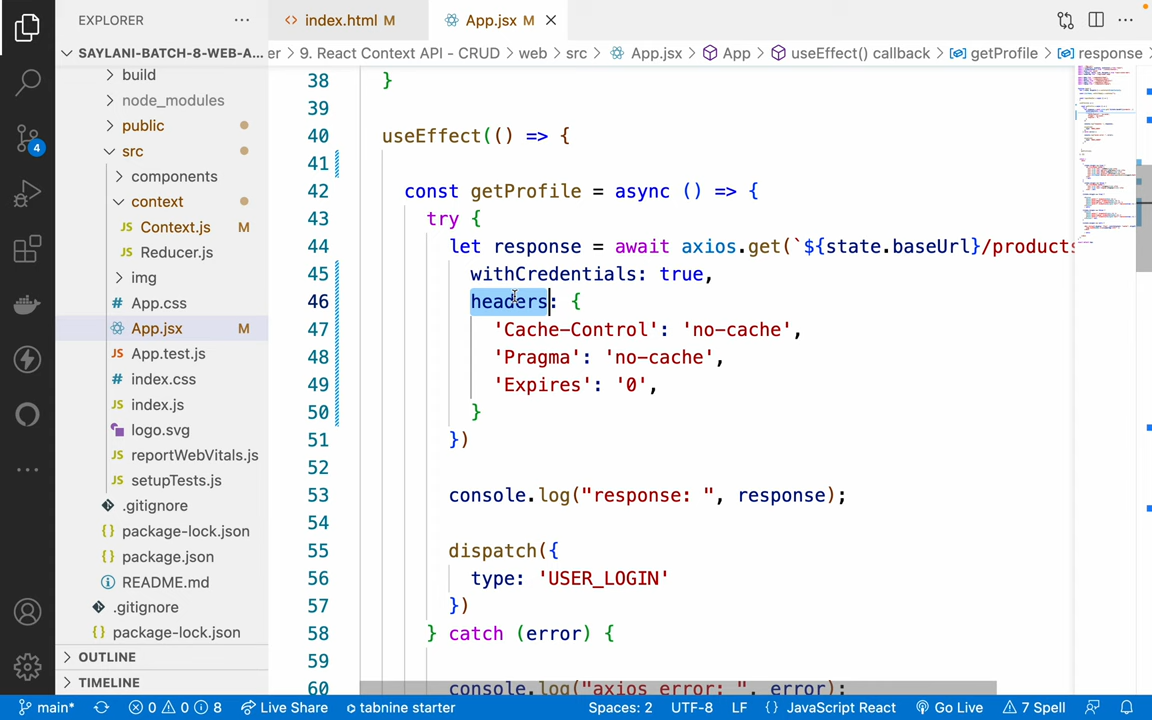 EXPLORER
SAYLANI-BATCH-8-WEB-A...
build
node_modules
public
src
components
context
Context.js M
Reducer.js
img
App.css
App.jsx M
App.test.js
index.css
index.js
logo.svg
reportWebVitals.js
setupTests.js
.gitignore
package-lock.json
package.json
README.md
.gitignore
package-lock.json
OUTLINE
TIMELINE
4
index.html M
App.jsx M
er > 9. React Context API - CRUD > web > src > App.jsx > App > useEffect() callback > getProfile > response
38 }
39
40 useEffect(() => {
41
42 const getProfile = async () => {
43 try {
44 let response = await axios.get(`${state.baseUrl}/products
45 withCredentials: true,
46 headers: {
47 'Cache-Control': 'no-cache',
48 'Pragma': 'no-cache',
49 'Expires': '0',
50 }
51 })
52
53 console.log("response: ", response);
54
55 dispatch({
56 type: 'USER_LOGIN'
57 })
58 } catch (error) {
59
60 console.log("axios error: ", error);
main* 0 0 8 Live Share tabnine starter Spaces: 2 UTF-8 LF {} JavaScript React Go Live 7 Spell